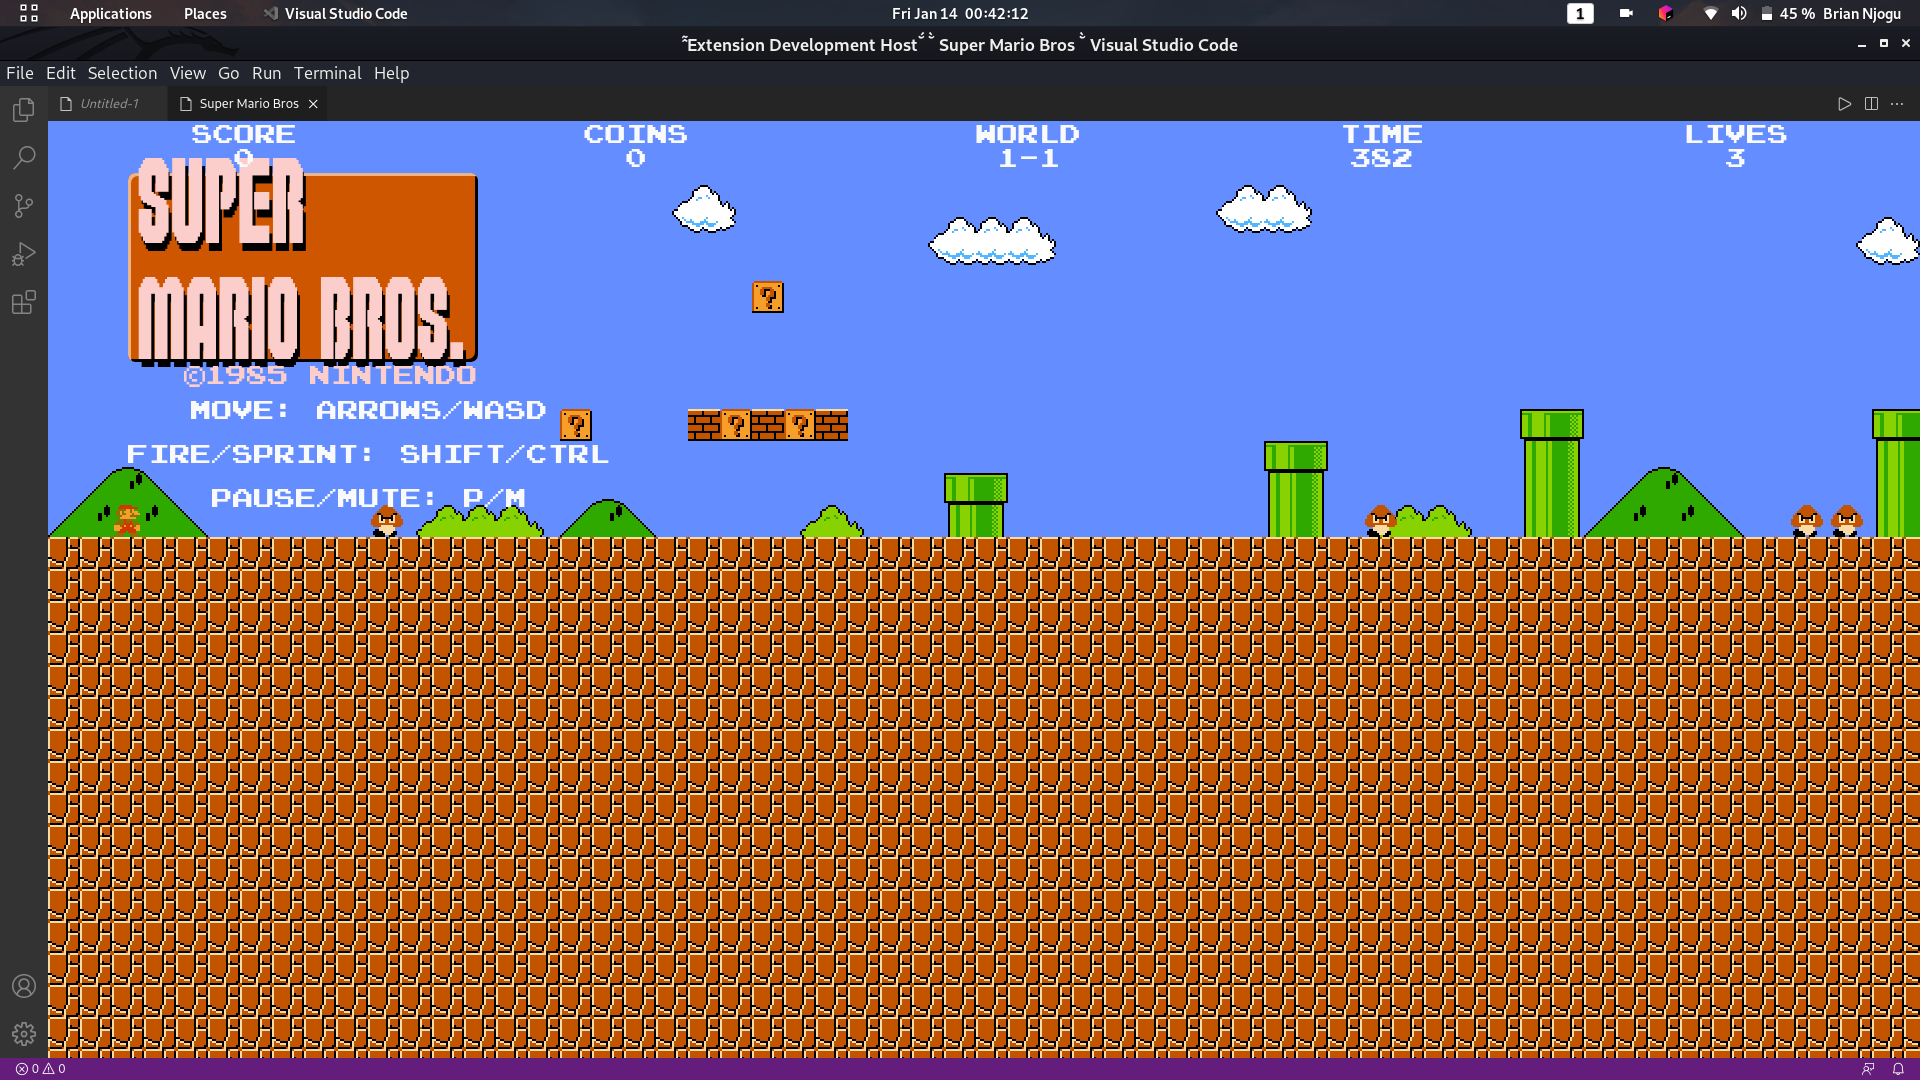 Applications Places Visual Studio Code Fri Jan 14 00:42:12 1 45 % Brian Njogu
Extension Development Host Super Mario Bros Visual Studio Code
File Edit Selection View Go Run Terminal Help
Untitled-1 Super Mario Bros
SCORE COINS WORLD TIME LIVES
0 0 1-1 382 3
SUPER
MARIO BROS.
©1985 NINTENDO
MOVE: ARROWS/WASD
FIRE/SPRINT: SHIFT/CTRL
PAUSE/MUTE: P/M
? ? ? ?
0 0